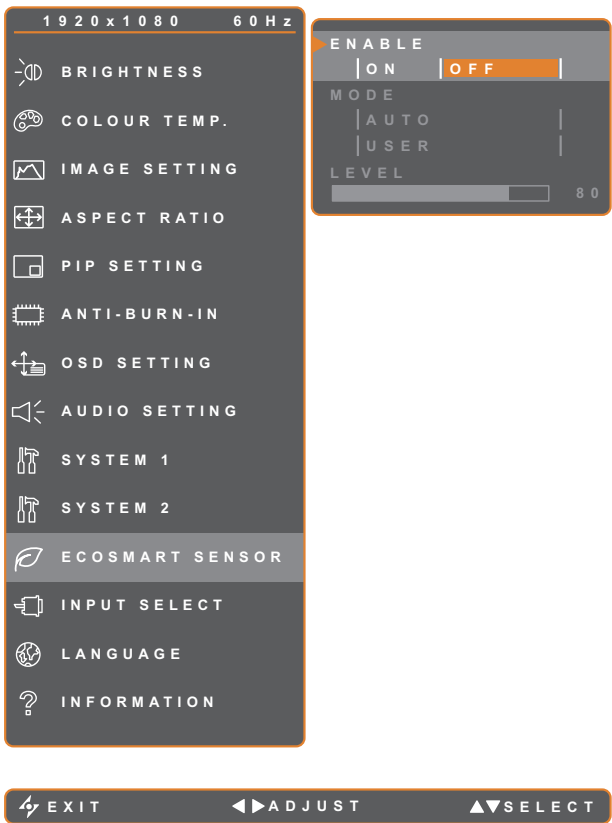 1920x1080 60Hz
BRIGHTNESS
COLOUR TEMP.
IMAGE SETTING
ASPECT RATIO
PIP SETTING
ANTI-BURN-IN
OSD SETTING
AUDIO SETTING
SYSTEM 1
SYSTEM 2
ECOSMART SENSOR
INPUT SELECT
LANGUAGE
INFORMATION
ENABLE
ON OFF
MODE
AUTO
USER
LEVEL
80
EXIT ADJUST SELECT